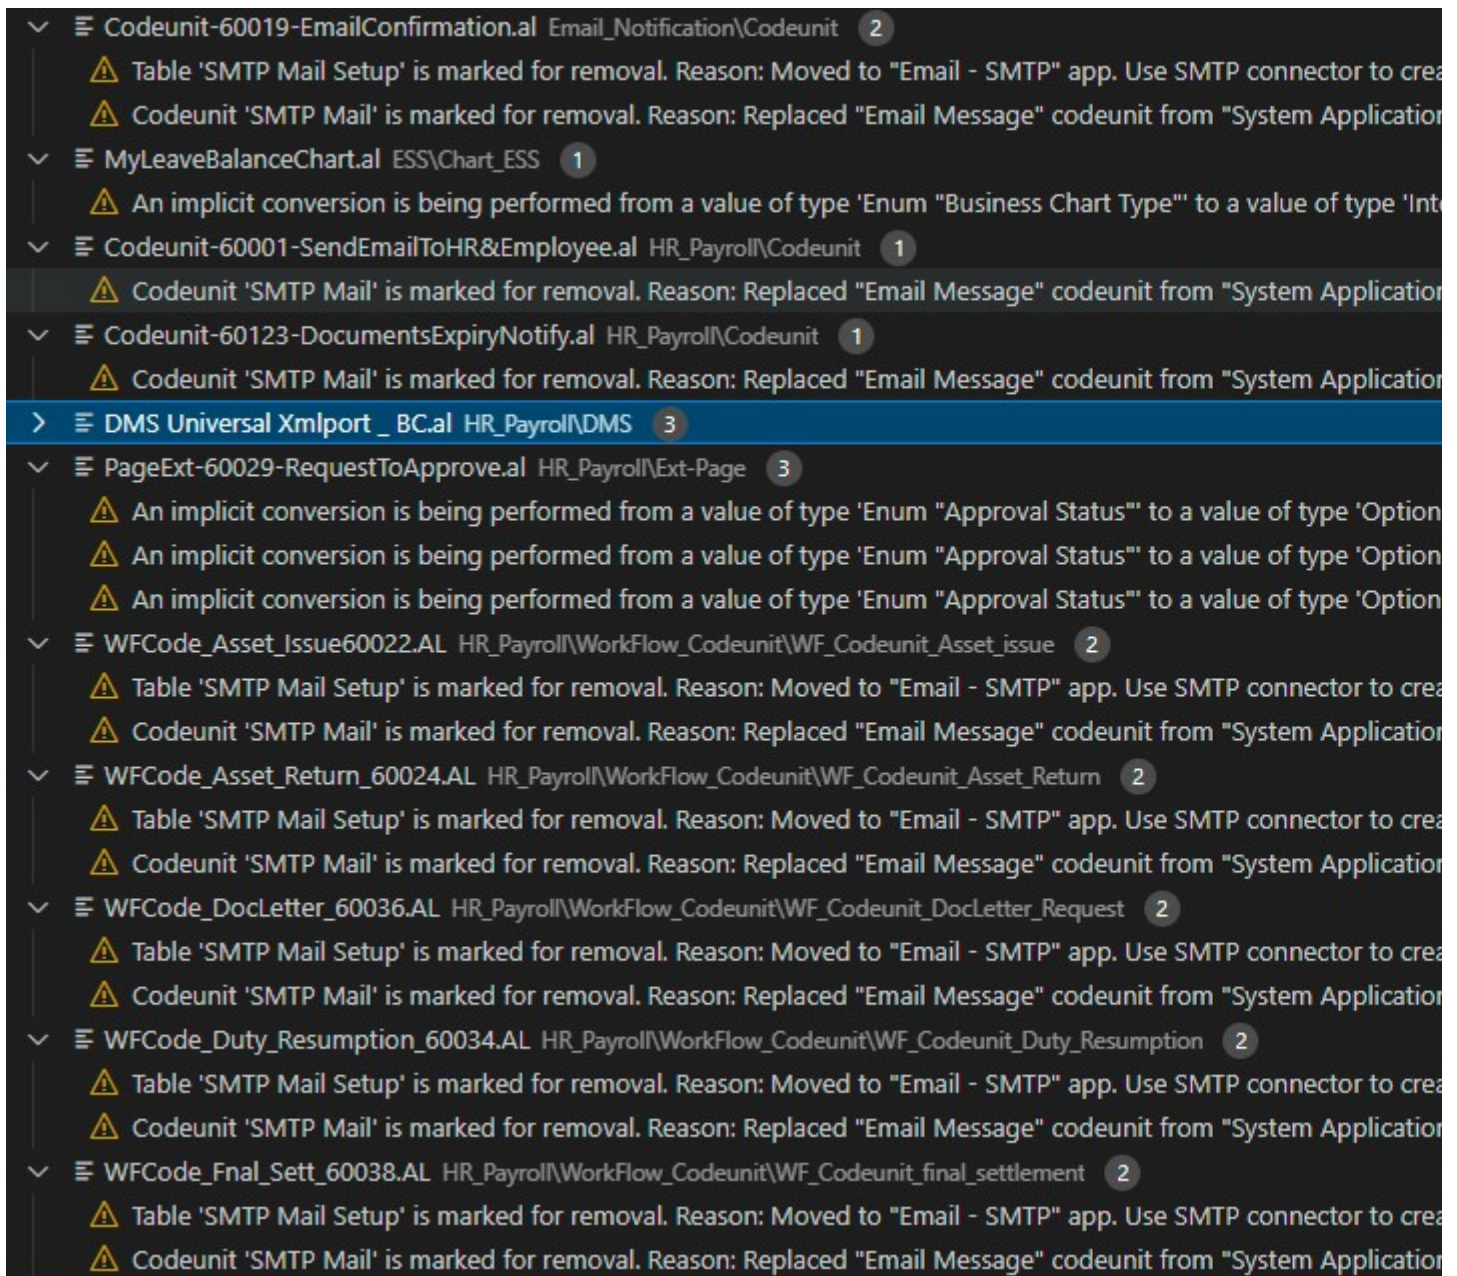 Codeunit-60019-EmailConfirmation.al Email_Notification\Codeunit 2
Table 'SMTP Mail Setup' is marked for removal. Reason: Moved to "Email - SMTP" app. Use SMTP connector to crea
Codeunit 'SMTP Mail' is marked for removal. Reason: Replaced "Email Message" codeunit from "System Application
MyLeaveBalanceChart.al ESS\Chart_ESS 1
An implicit conversion is being performed from a value of type 'Enum "Business Chart Type"' to a value of type 'Inte
Codeunit-60001-SendEmailToHR&Employee.al HR_Payroll\Codeunit 1
Codeunit 'SMTP Mail' is marked for removal. Reason: Replaced "Email Message" codeunit from "System Application
Codeunit-60123-DocumentsExpiryNotify.al HR_Payroll\Codeunit 1
Codeunit 'SMTP Mail' is marked for removal. Reason: Replaced "Email Message" codeunit from "System Application
DMS Universal Xmlport _ BC.al HR_Payroll\DMS 3
PageExt-60029-RequestToApprove.al HR_Payroll\Ext-Page 3
An implicit conversion is being performed from a value of type 'Enum "Approval Status"' to a value of type 'Option
An implicit conversion is being performed from a value of type 'Enum "Approval Status"' to a value of type 'Option
An implicit conversion is being performed from a value of type 'Enum "Approval Status"' to a value of type 'Option
WFCode_Asset_Issue60022.AL HR_Payroll\WorkFlow_Codeunit\WF_Codeunit_Asset_issue 2
Table 'SMTP Mail Setup' is marked for removal. Reason: Moved to "Email - SMTP" app. Use SMTP connector to crea
Codeunit 'SMTP Mail' is marked for removal. Reason: Replaced "Email Message" codeunit from "System Application
WFCode_Asset_Return_60024.AL HR_Payroll\WorkFlow_Codeunit\WF_Codeunit_Asset_Return 2
Table 'SMTP Mail Setup' is marked for removal. Reason: Moved to "Email - SMTP" app. Use SMTP connector to crea
Codeunit 'SMTP Mail' is marked for removal. Reason: Replaced "Email Message" codeunit from "System Application
WFCode_DocLetter_60036.AL HR_Payroll\WorkFlow_Codeunit\WF_Codeunit_DocLetter_Request 2
Table 'SMTP Mail Setup' is marked for removal. Reason: Moved to "Email - SMTP" app. Use SMTP connector to crea
Codeunit 'SMTP Mail' is marked for removal. Reason: Replaced "Email Message" codeunit from "System Application
WFCode_Duty_Resumption_60034.AL HR_Payroll\WorkFlow_Codeunit\WF_Codeunit_Duty_Resumption 2
Table 'SMTP Mail Setup' is marked for removal. Reason: Moved to "Email - SMTP" app. Use SMTP connector to crea
Codeunit 'SMTP Mail' is marked for removal. Reason: Replaced "Email Message" codeunit from "System Application
WFCode_Fnal_Sett_60038.AL HR_Payroll\WorkFlow_Codeunit\WF_Codeunit_final_settlement 2
Table 'SMTP Mail Setup' is marked for removal. Reason: Moved to "Email - SMTP" app. Use SMTP connector to crea
Codeunit 'SMTP Mail' is marked for removal. Reason: Replaced "Email Message" codeunit from "System Application